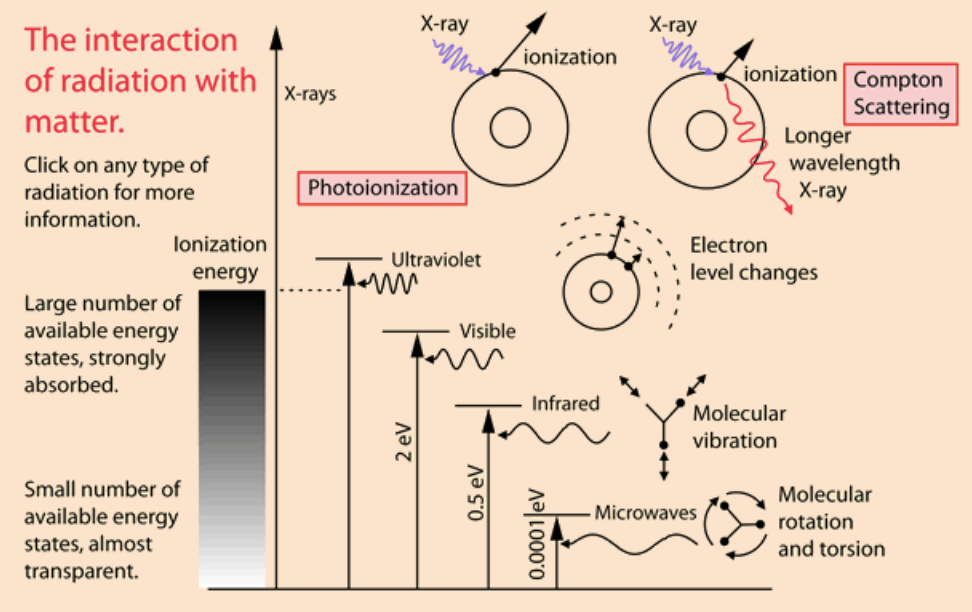 The interaction
of radiation with
matter.
Click on any type of
radiation for more
information.
X-rays
X-ray
ionization
Photoionization
X-ray
ionization
Compton
Scattering
Longer
wavelength
X-ray
Ionization
energy
Large number of
available energy
states, strongly
absorbed.
Small number of
available energy
states, almost
transparent.
Ultraviolet
Electron
level changes
Visible
2 eV
Infrared
0.5 eV
Molecular
vibration
Microwaves
0.0001 eV
Molecular
rotation
and torsion